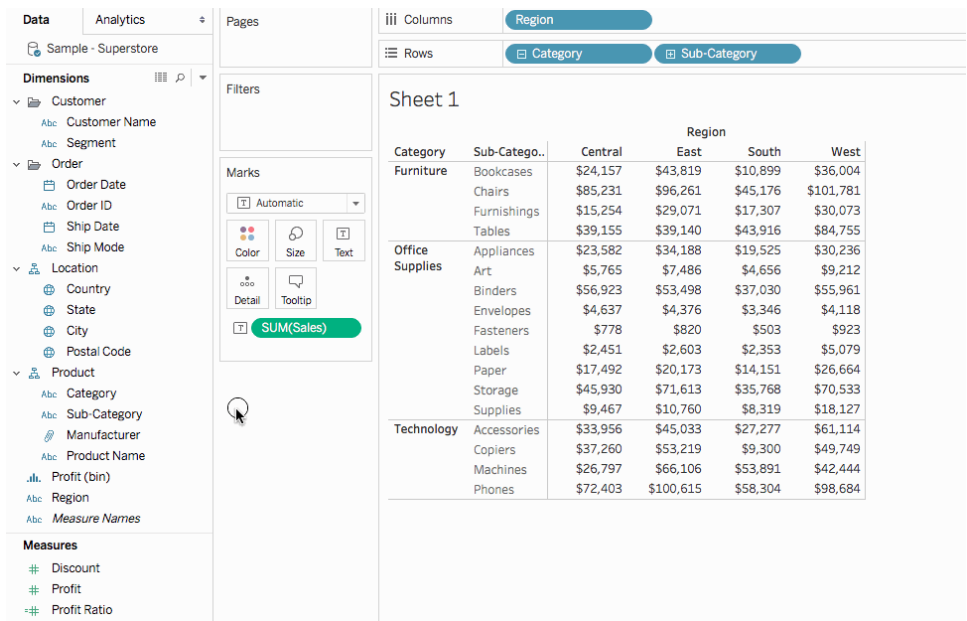 Data Analytics
Sample - Superstore
Dimensions
Customer
Abc Customer Name
Abc Segment
Order
Order Date
Abc Order ID
Ship Date
Abc Ship Mode
Location
Country
State
City
Postal Code
Product
Abc Category
Abc Sub-Category
Manufacturer
Abc Product Name
Profit (bin)
Abc Region
Abc Measure Names
Measures
# Discount
# Profit
=# Profit Ratio
Pages
Filters
Marks
T Automatic
Color Size T Text
Detail Tooltip
T SUM(Sales)
Columns Region
Rows Category Sub-Category
Sheet 1
Region
Category Sub-Catego.. Central East South West
Furniture Bookcases $24,157 $43,819 $10,899 $36,004
Chairs $85,231 $96,261 $45,176 $101,781
Furnishings $15,254 $29,071 $17,307 $30,073
Tables $39,155 $39,140 $43,916 $84,755
Office Supplies Appliances $23,582 $34,188 $19,525 $30,236
Art $5,765 $7,486 $4,656 $9,212
Binders $56,923 $53,498 $37,030 $55,961
Envelopes $4,637 $4,376 $3,346 $4,118
Fasteners $778 $820 $503 $923
Labels $2,451 $2,603 $2,353 $5,079
Paper $17,492 $20,173 $14,151 $26,664
Storage $45,930 $71,613 $35,768 $70,533
Supplies $9,467 $10,760 $8,319 $18,127
Technology Accessories $33,956 $45,033 $27,277 $61,114
Copiers $37,260 $53,219 $9,300 $49,749
Machines $26,797 $66,106 $53,891 $42,444
Phones $72,403 $100,615 $58,304 $98,684